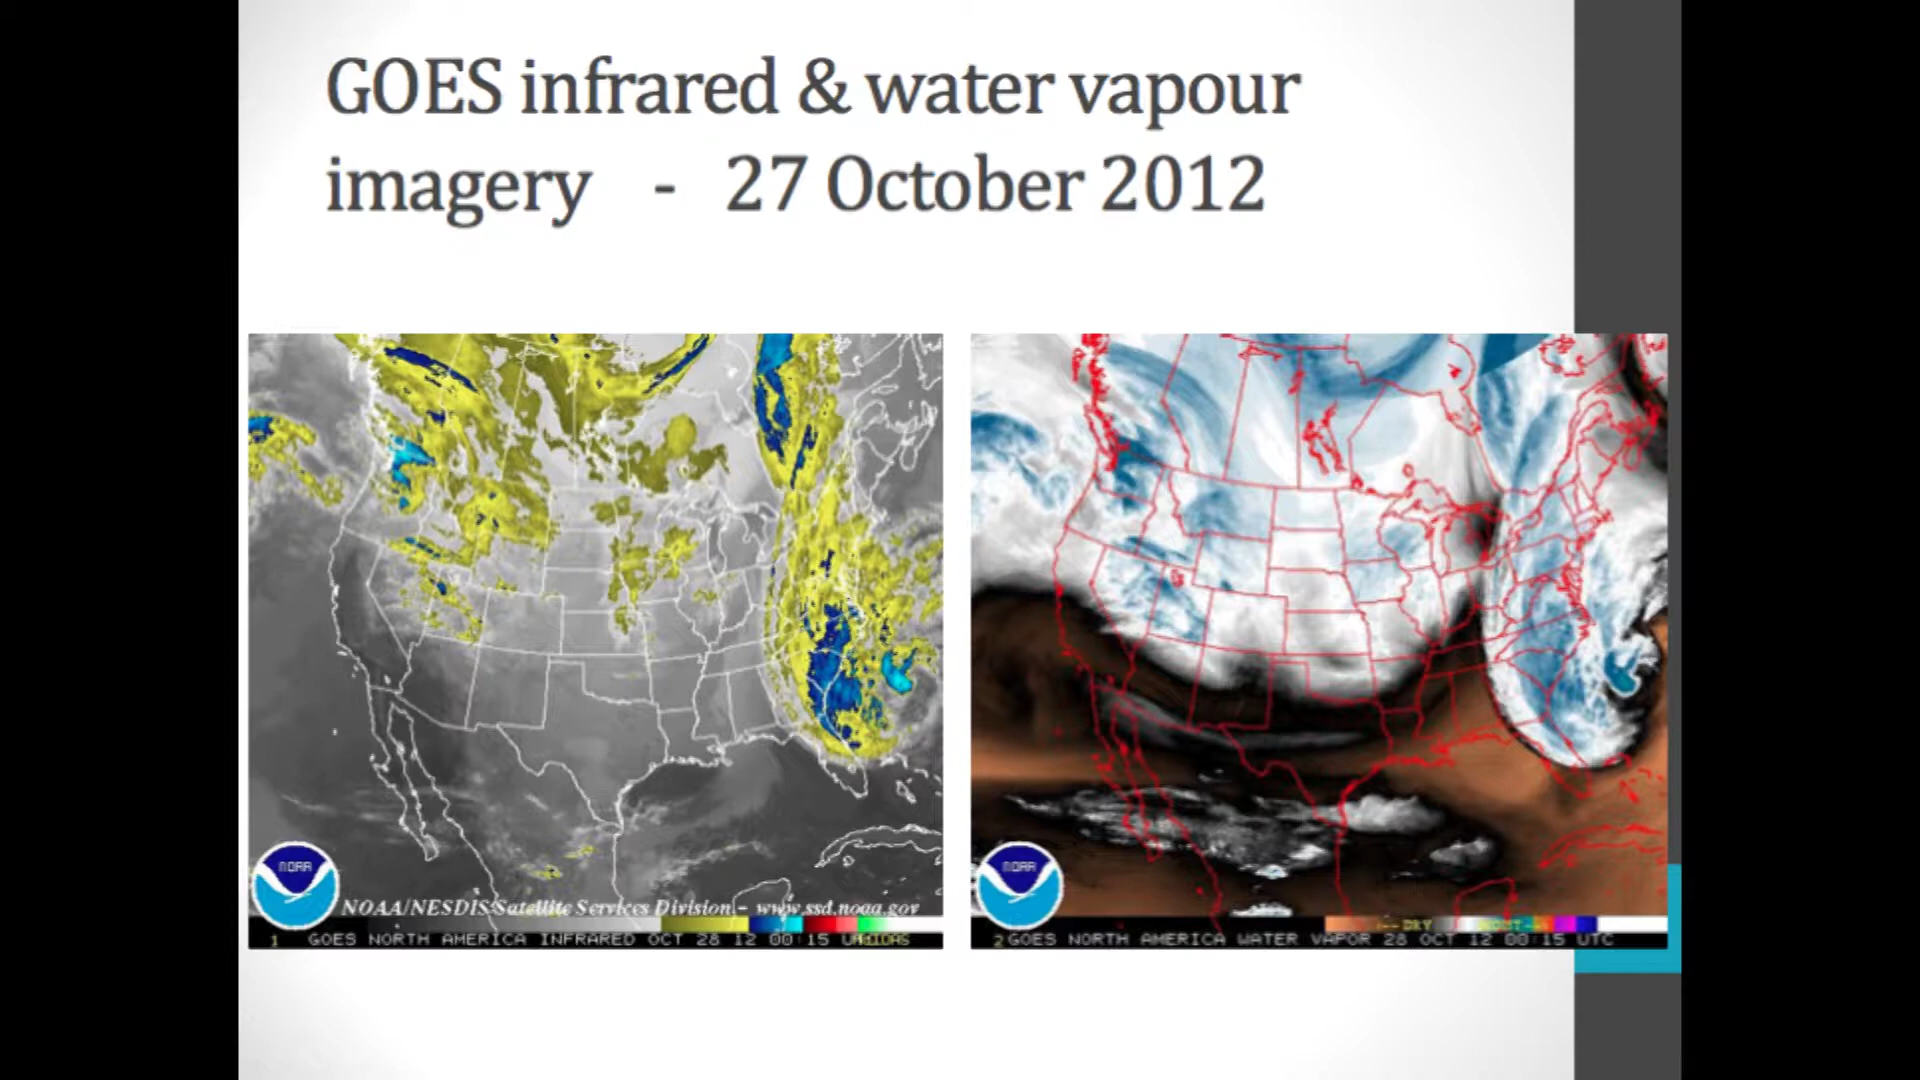 GOES infrared & water vapour
imagery - 27 October 2012
NOAA
NOAA/NESDIS Satellite Services Division - www.ssd.noaa.gov
1 GOES NORTH AMERICA INFRARED OCT 28 12 00:15
NOAA
<--DRY
2 GOES NORTH AMERICA WATER VAPOR 28 OCT 12 00:15 UTC